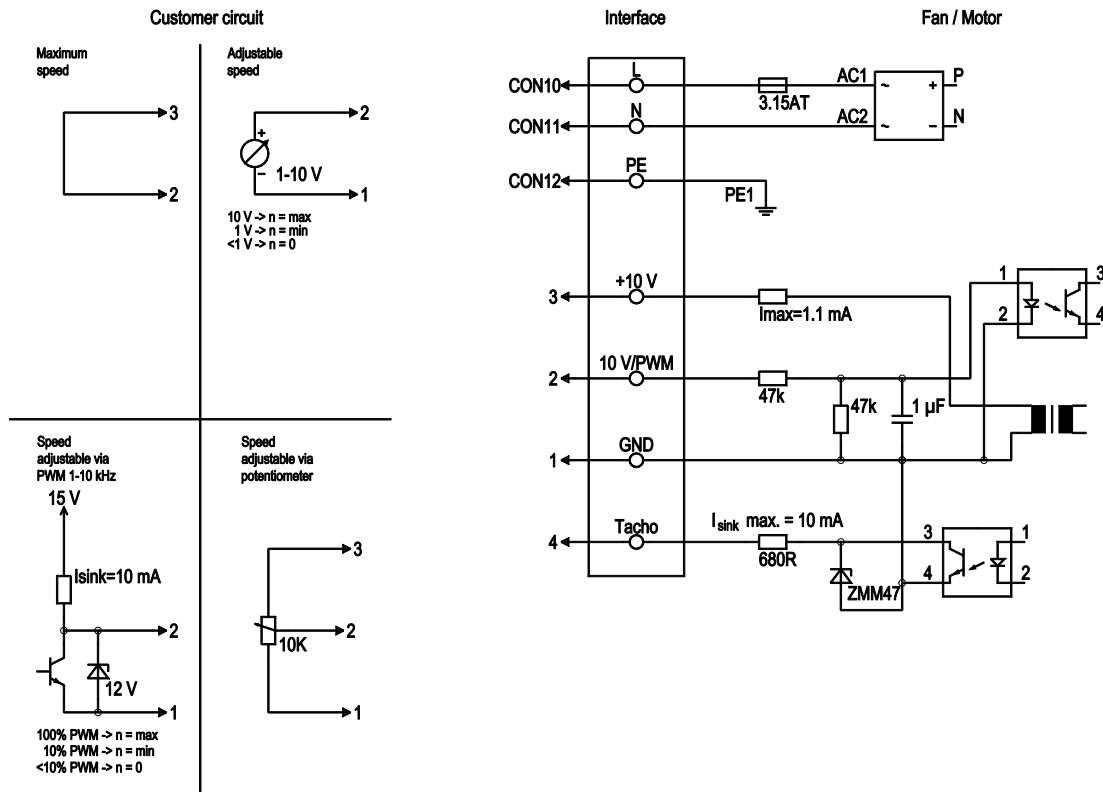 Customer circuit
Maximum
speed
3
2
Adjustable
speed
2
+
–
1-10 V
1
10 V -> n = max
1 V -> n = min
<1 V -> n = 0
Speed
adjustable via
PWM 1-10 kHz
15 V
Isink=10 mA
2
12 V
1
100% PWM -> n = max
10% PWM -> n = min
<10% PWM -> n = 0
Speed
adjustable via
potentiometer
3
2
10K
1
Interface
Fan / Motor
CON10
L
3.15AT
AC1
~
+
P
CON11
N
AC2
~
–
N
CON12
PE
PE1
3
+10 V
Imax=1.1 mA
1
2
3
4
2
10 V/PWM
47k
47k
1 µF
1
GND
4
Tacho
Isink max. = 10 mA
680R
ZMM47
3
4
1
2